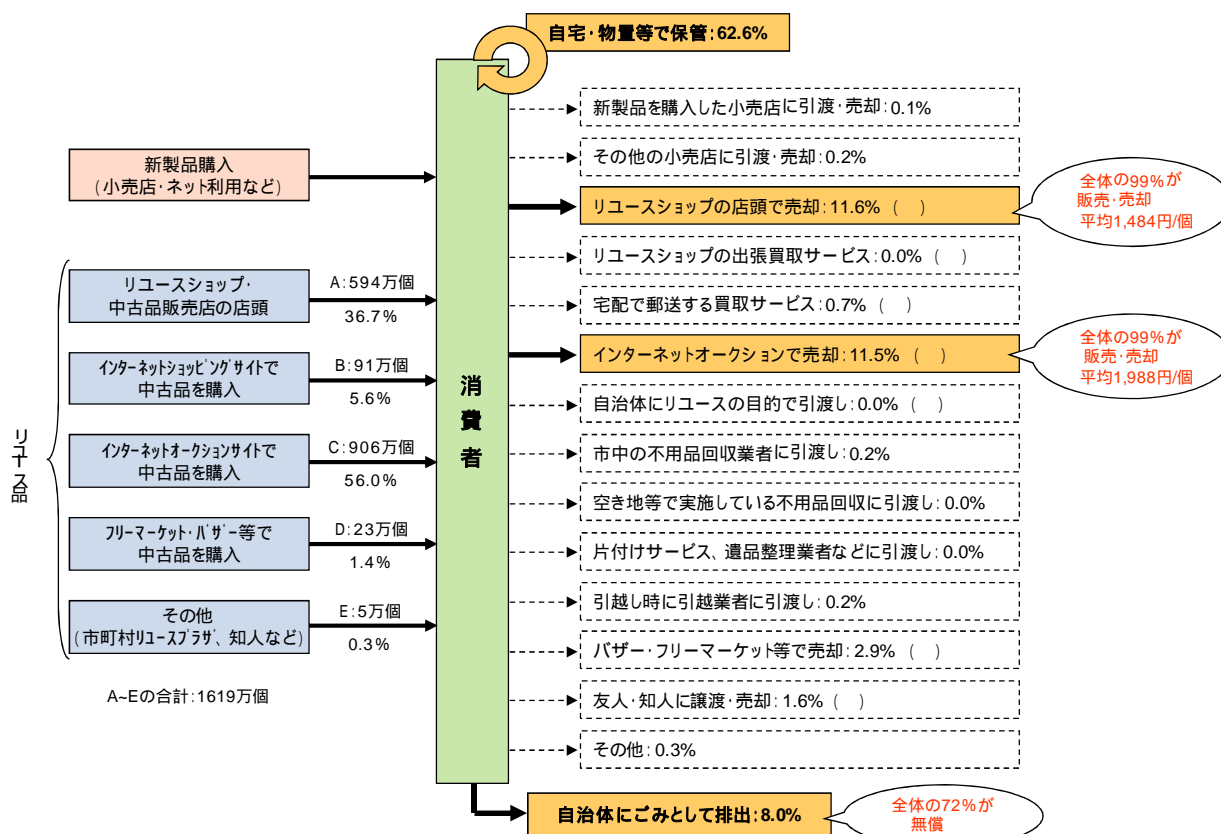 自宅・物量等で保管:62.6%
新製品を購入した小売店に引渡・売却:0.1%
その他の小売店に引渡・売却:0.2%
新製品購入
(小売店・ネット利用など)
リユースショップの店頭で売却:11.6% (　)
全体の99%が
販売・売却
平均1,484円/個
リユースショップの出張買取サービス:0.0% (　)
リユースショップ・
中古品販売店の店頭
A:594万個
36.7%
宅配で郵送する買取サービス:0.7% (　)
インターネットオークションで売却:11.5% (　)
全体の99%が
販売・売却
平均1,988円/個
ｲﾝﾀｰﾈｯﾄｼｮｯﾋﾟﾝｸﾞｻｲﾄで
中古品を購入
B:91万個
5.6%
消費者
自治体にリユースの目的で引渡し:0.0% (　)
リユース品
ｲﾝﾀｰﾈｯﾄｵｰｸｼｮﾝｻｲﾄで
中古品を購入
C:906万個
56.0%
市中の不用品回収業者に引渡し:0.2%
空き地等で実施している不用品回収に引渡し:0.0%
ﾌﾘｰﾏｰｹｯﾄ・ﾊﾞｻﾞｰ等で
中古品を購入
D:23万個
1.4%
片付けサービス、遺品整理業者などに引渡し:0.0%
引越し時に引越業者に引渡し:0.2%
その他
(市町村ﾘﾕｰｽﾌﾟﾗｻﾞ、知人など)
E:5万個
0.3%
バザー・フリーマーケット等で売却:2.9% (　)
A~Eの合計:1619万個
友人・知人に譲渡・売却:1.6% (　)
その他:0.3%
自治体にごみとして排出:8.0%
全体の72%が
無償